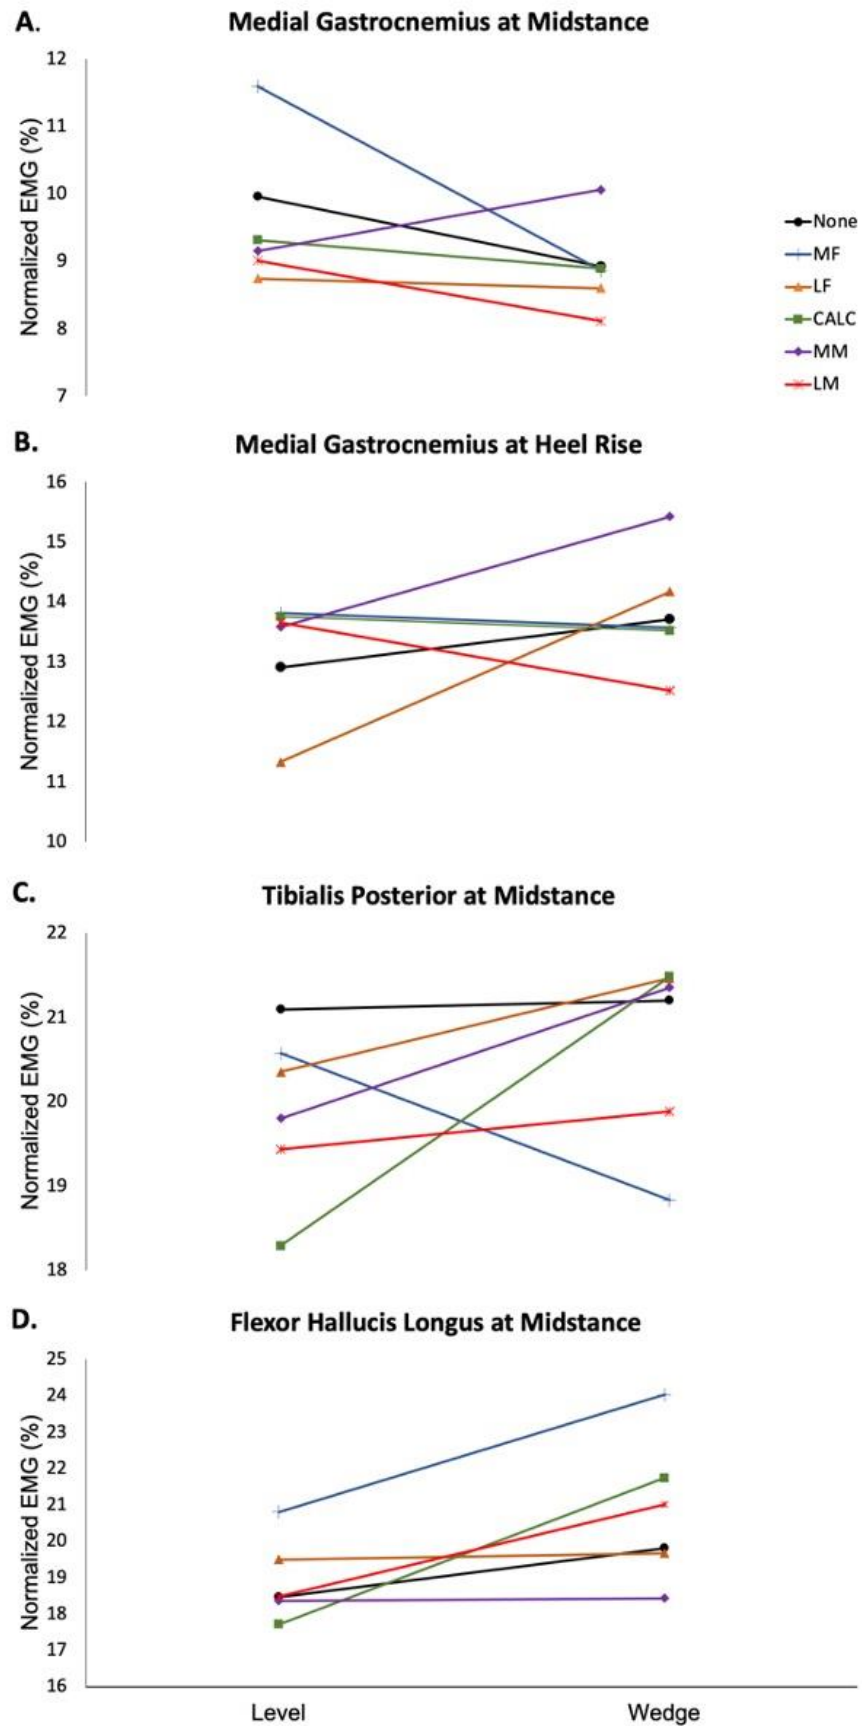 A. Medial Gastrocnemius at Midstance
Normalized EMG (%)
12
11
10
9
8
7
None
MF
LF
CALC
MM
LM
B. Medial Gastrocnemius at Heel Rise
Normalized EMG (%)
16
15
14
13
12
11
10
C. Tibialis Posterior at Midstance
Normalized EMG (%)
22
21
20
19
18
D. Flexor Hallucis Longus at Midstance
Normalized EMG (%)
25
24
23
22
21
20
19
18
17
16
Level Wedge